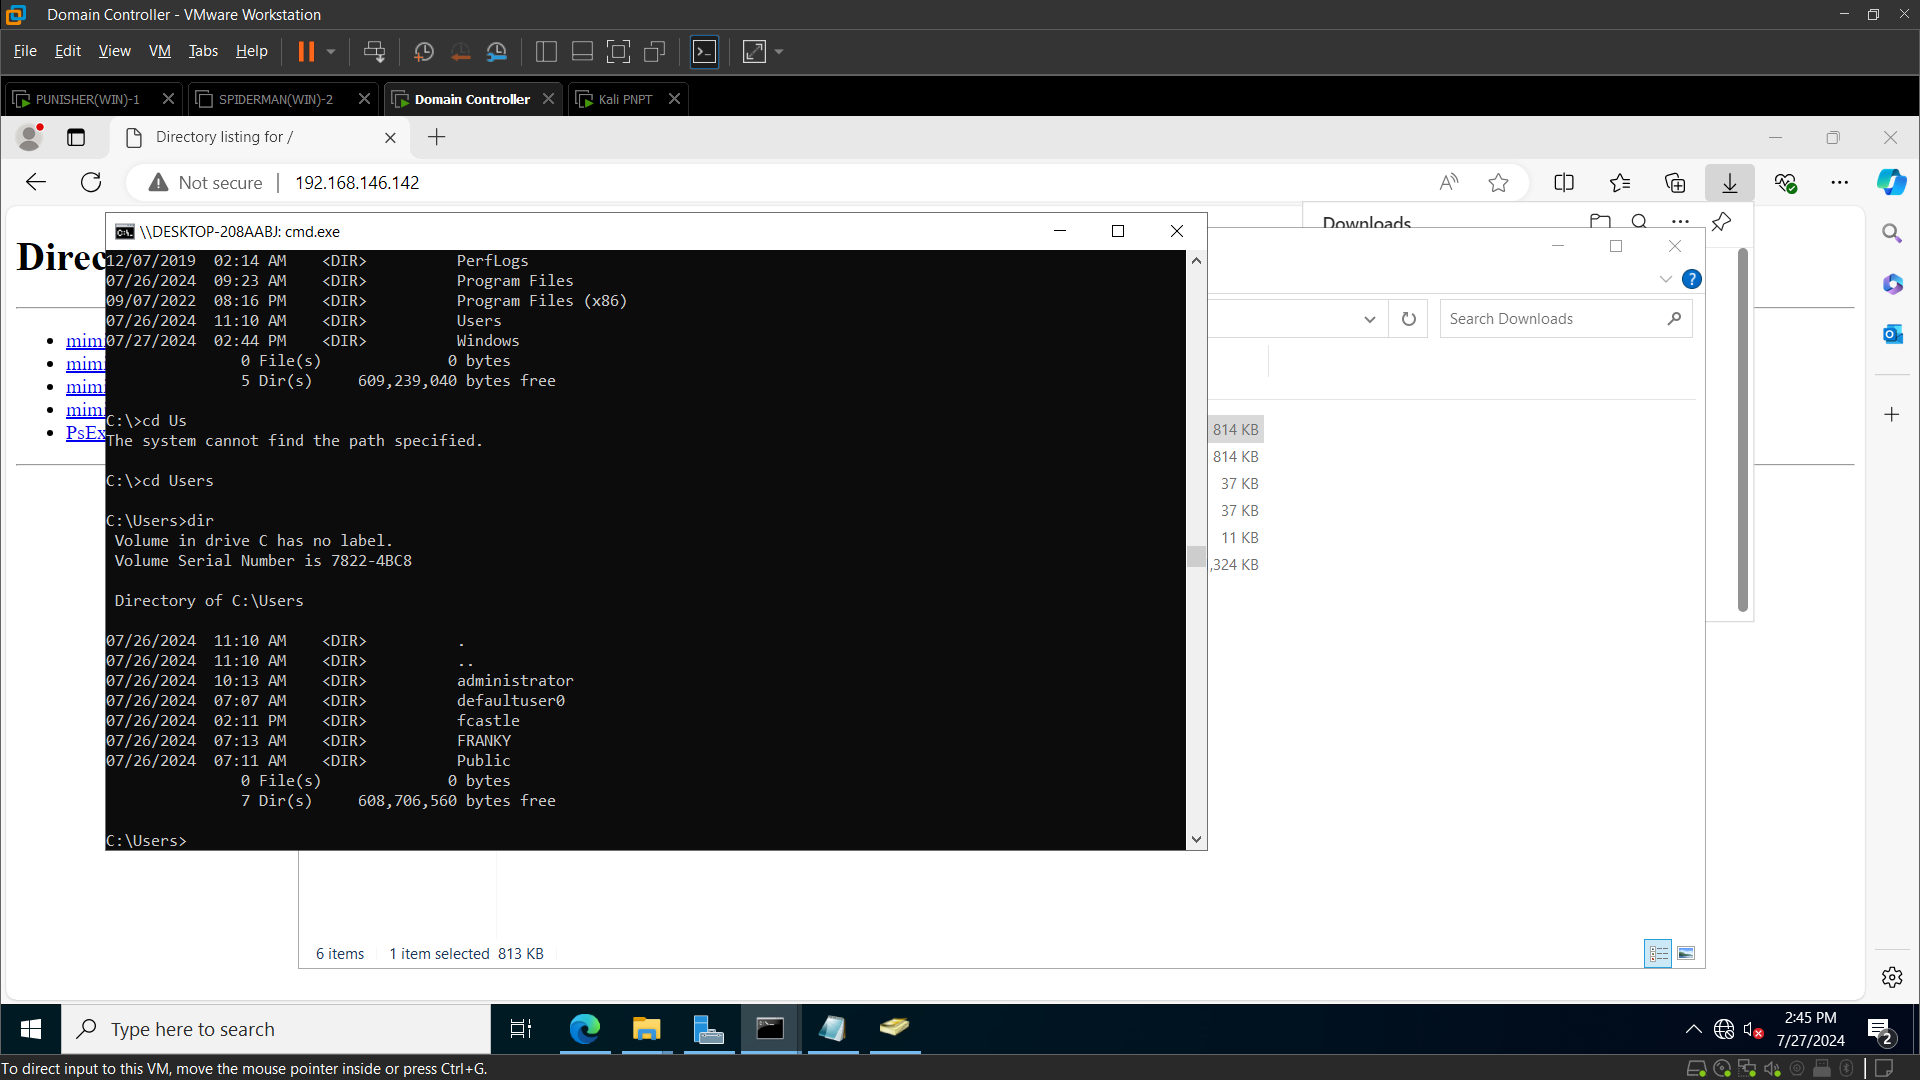 Domain Controller - VMware Workstation
File Edit View VM Tabs Help
PUNISHER(WIN)-1
SPIDERMAN(WIN)-2
Domain Controller
Kali PNPT
Directory listing for /
Not secure
192.168.146.142
Downloads
\\DESKTOP-208AABJ: cmd.exe
Direc
12/07/2019  02:14 AM    <DIR>          PerfLogs
07/26/2024  09:23 AM    <DIR>          Program Files
09/07/2022  08:16 PM    <DIR>          Program Files (x86)
07/26/2024  11:10 AM    <DIR>          Users
07/27/2024  02:44 PM    <DIR>          Windows
0 File(s)              0 bytes
5 Dir(s)     609,239,040 bytes free
mim
mim
mim
mim
PsEx
C:\>cd Us
The system cannot find the path specified.
C:\>cd Users
C:\Users>dir
Volume in drive C has no label.
Volume Serial Number is 7822-4BC8
Directory of C:\Users
07/26/2024  11:10 AM    <DIR>          .
07/26/2024  11:10 AM    <DIR>          ..
07/26/2024  10:13 AM    <DIR>          administrator
07/26/2024  07:07 AM    <DIR>          defaultuser0
07/26/2024  02:11 PM    <DIR>          fcastle
07/26/2024  07:13 AM    <DIR>          FRANKY
07/26/2024  07:11 AM    <DIR>          Public
0 File(s)              0 bytes
7 Dir(s)     608,706,560 bytes free
C:\Users>
Search Downloads
814 KB
814 KB
37 KB
37 KB
11 KB
,324 KB
6 items
1 item selected 813 KB
Type here to search
2:45 PM
7/27/2024
2
To direct input to this VM, move the mouse pointer inside or press Ctrl+G.